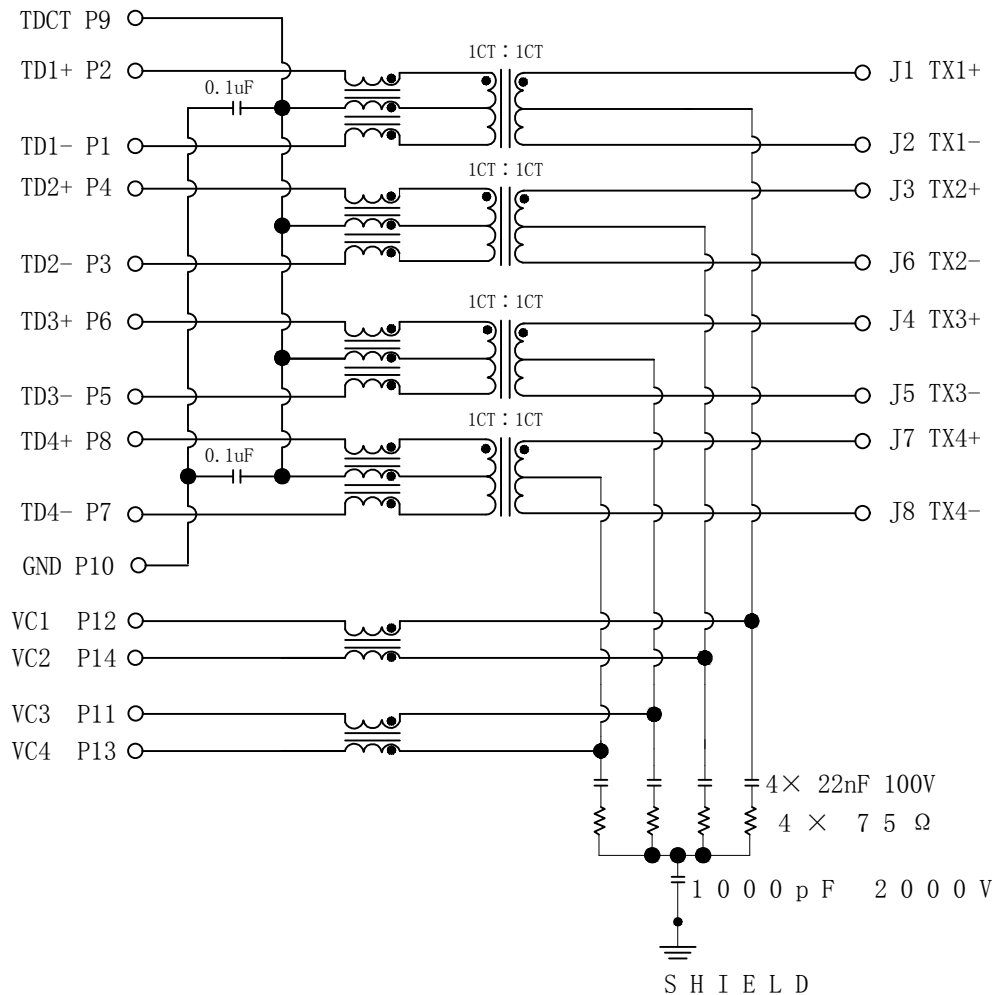 TDCT P9
1CT：1CT
TD1+ P2
J1 TX1+
0.1uF
TD1- P1
J2 TX1-
1CT：1CT
TD2+ P4
J3 TX2+
TD2- P3
J6 TX2-
1CT：1CT
TD3+ P6
J4 TX3+
TD3- P5
J5 TX3-
1CT：1CT
TD4+ P8
J7 TX4+
0.1uF
TD4- P7
J8 TX4-
GND P10
VC1 P12
VC2 P14
VC3 P11
VC4 P13
4× 22nF 100V
4 × 75 Ω
1000pF 2000V
SHIELD